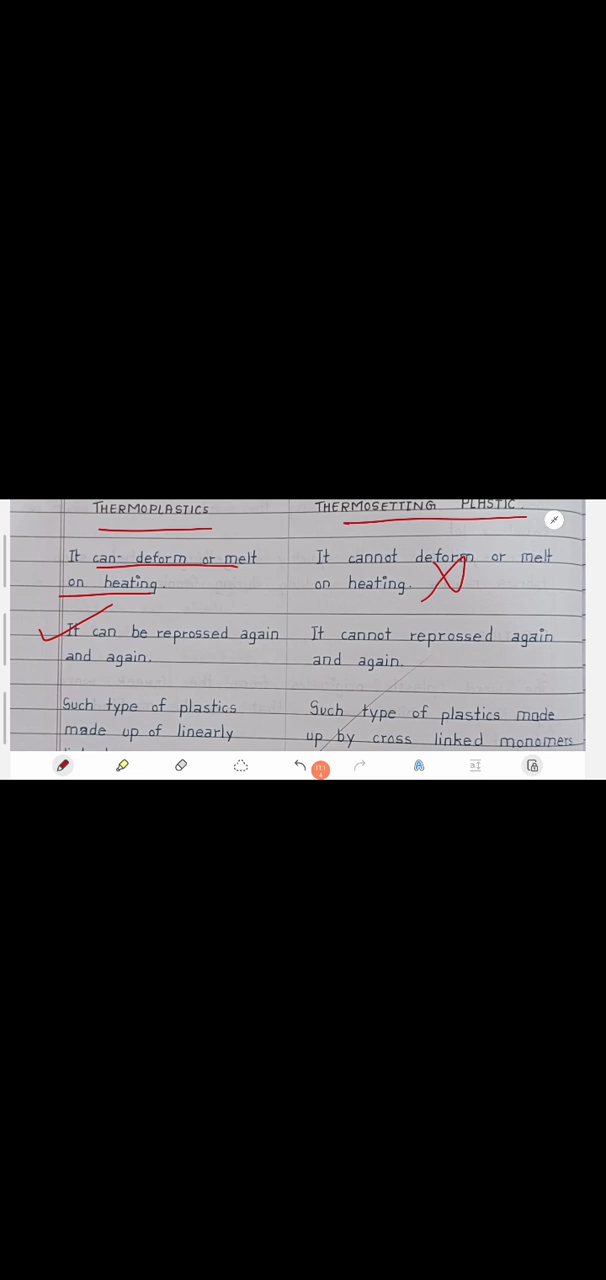 THERMOPLASTICS
THERMOSETTING PLASTIC.
It can deform or melt
on heating.
It cannot deform or melt
on heating.
It can be reprossed again
and again.
It cannot reprossed again
and again.
Such type of plastics
made up of linearly
Such type of plastics made
up by cross linked monomers